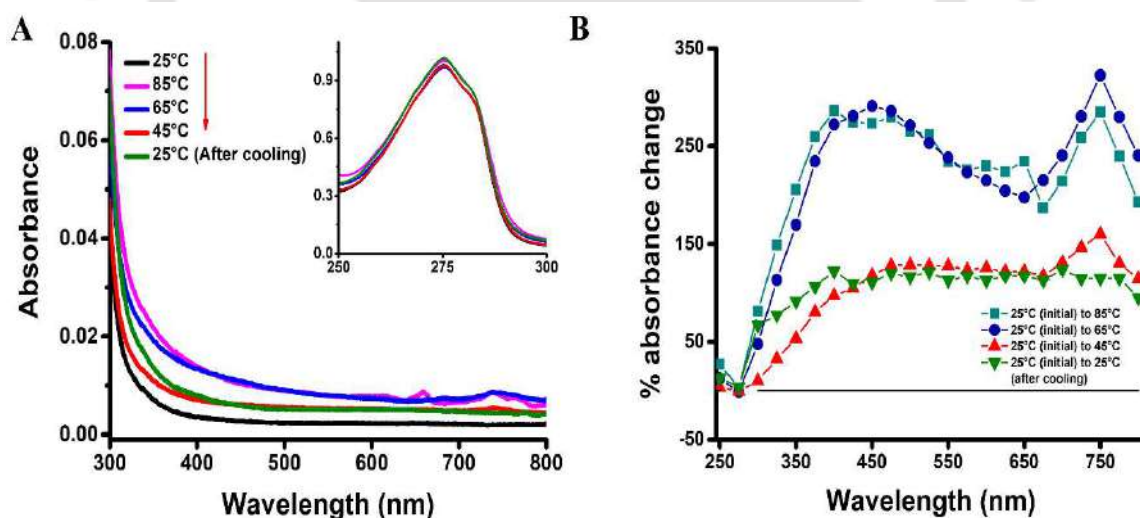 A
0.08
0.06
0.04
0.02
0.00
Absorbance
300 400 500 600 700 800
Wavelength (nm)
25°C
85°C
65°C
45°C
25°C (After cooling)
0.9
0.6
0.3
0.0
250 275 300
B
350
250
150
50
-50
% absorbance change
250 350 450 550 650 750
Wavelength (nm)
25°C (initial) to 85°C
25°C (initial) to 65°C
25°C (initial) to 45°C
25°C (initial) to 25°C
(after cooling)